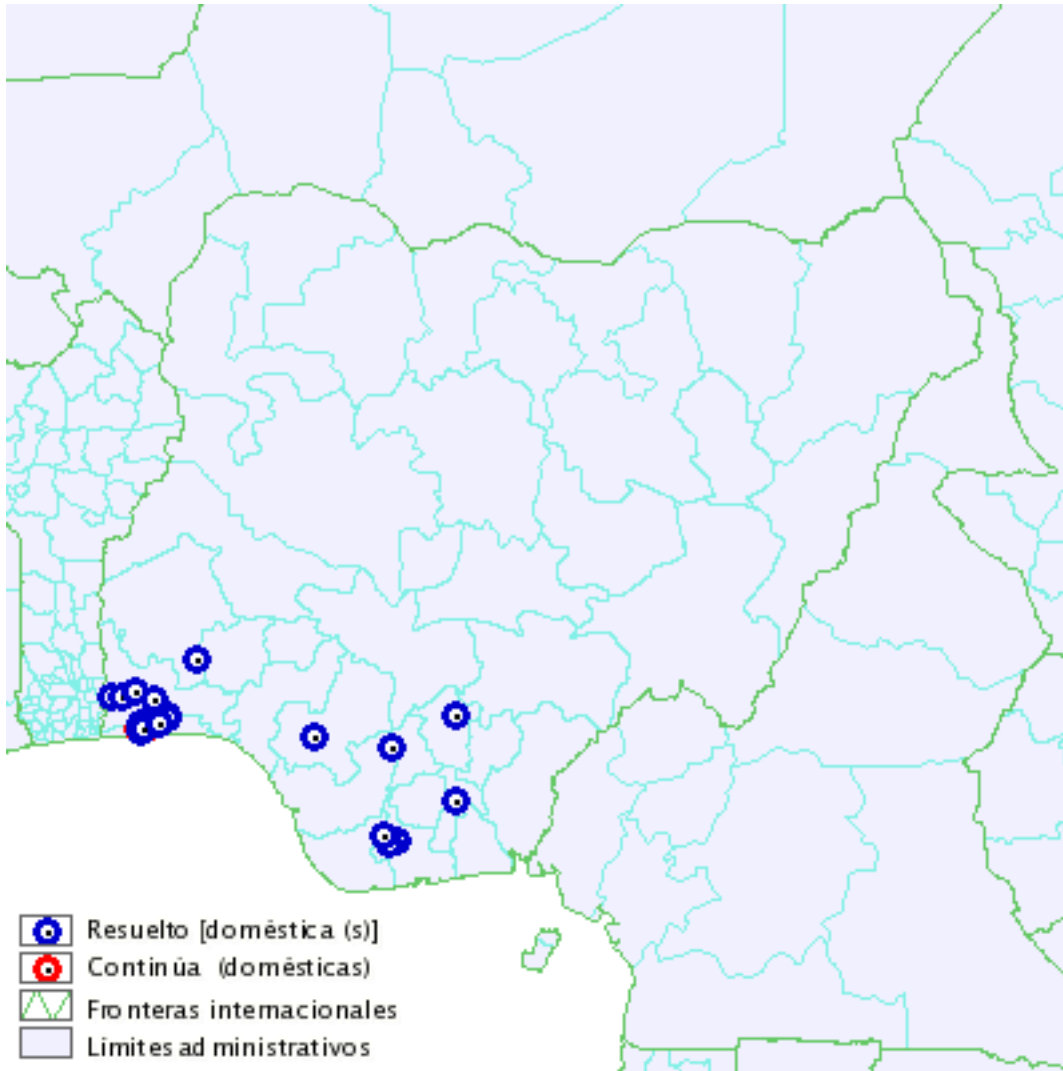 Resuelto [doméstica (s)]
Continúa (domésticas)
Fronteras internacionales
Límites administrativos